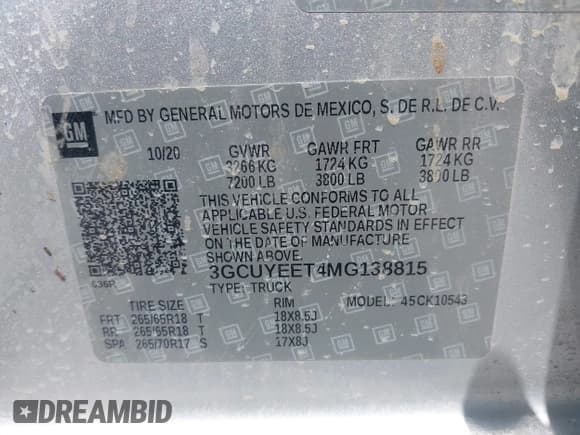 GM
MFD BY GENERAL MOTORS DE MEXICO, S. DE R.L. DE C.V.
10/20 GVWR GAWR FRT GAWR RR
3266 KG 1724 KG 1724 KG
7200 LB 3800 LB 3800 LB
THIS VEHICLE CONFORMS TO ALL
APPLICABLE U.S. FEDERAL MOTOR
VEHICLE SAFETY STANDARDS IN EFFECT
ON THE DATE OF MANUFACTURE
SHOWN ABOVE.
3GCUYEET4MG138815
G36R TYPE: TRUCK
TIRE SIZE RIM MODEL: 45CK10543
FRT 265/65R18 T 18X8.5J
RR 265/65R18 T 18X8.5J
SPA 265/70R17 S 17X8J
DREAMBID